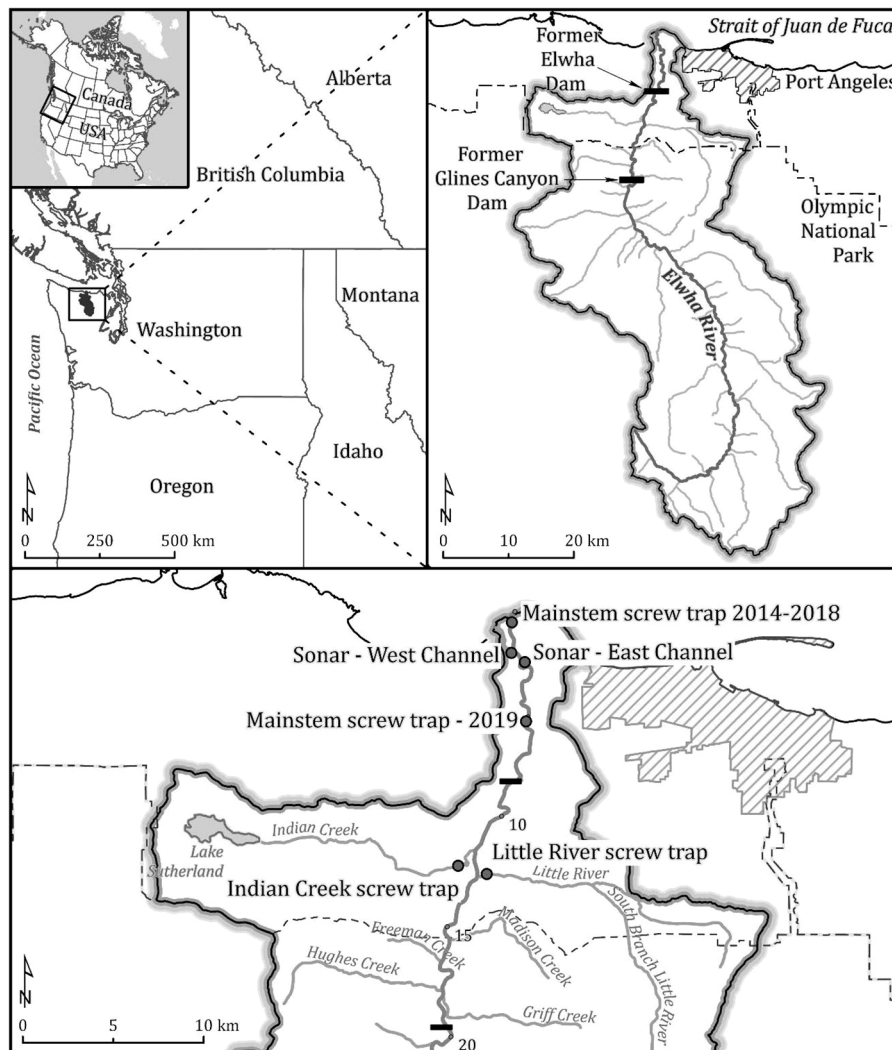 Canada
USA
Alberta
British Columbia
Washington
Montana
Pacific Ocean
Idaho
Oregon
N
0 250 500 km
Strait of Juan de Fuca
Former
Elwha
Dam
Port Angeles
Former
Glines Canyon
Dam
Olympic
National
Park
Elwha River
N
0 10 20 km
Mainstem screw trap 2014-2018
Sonar - West Channel
Sonar - East Channel
Mainstem screw trap - 2019
10
Indian Creek
Lake
Sutherland
Little River screw trap
Indian Creek screw trap
Little River
South Branch Little River
15
Freeman Creek
Madison Creek
Hughes Creek
Griff Creek
N
0 5 10 km
20